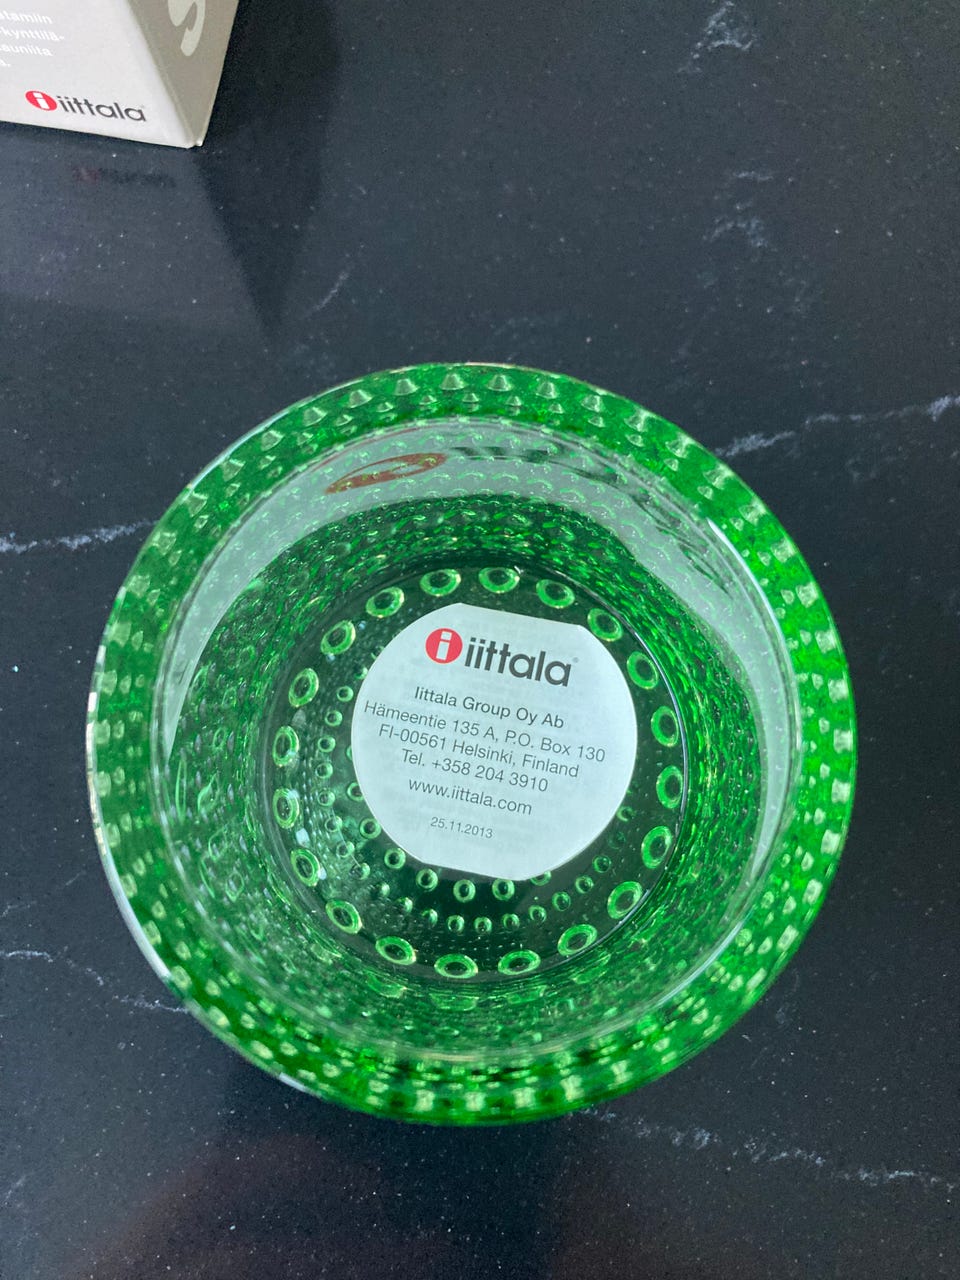 kynttilä-
iittala
iittala
Iittala Group Oy Ab
Hämeentie 135 A, P.O. Box 130
FI-00561 Helsinki, Finland
Tel. +358 204 3910
www.iittala.com
25.11.2013